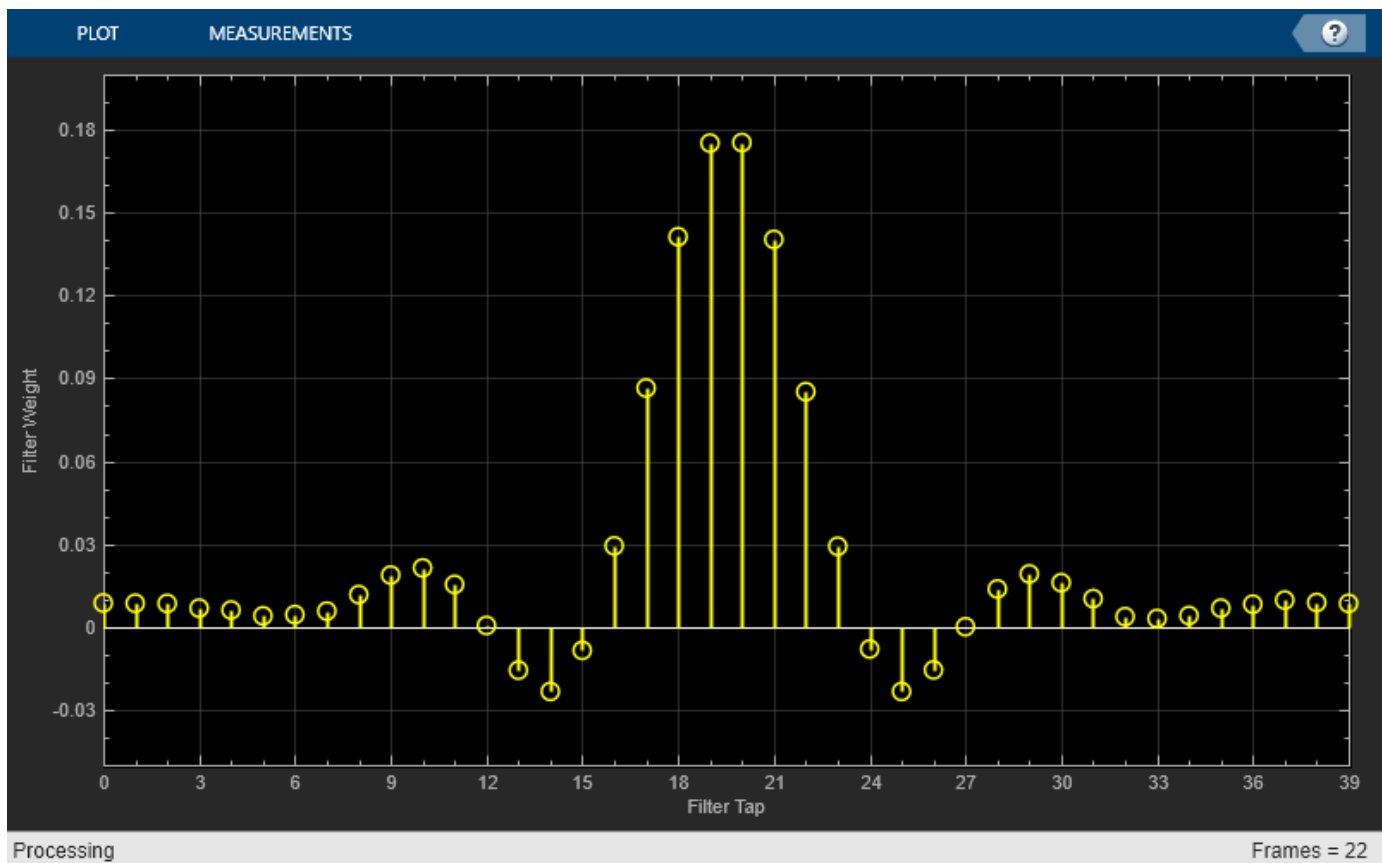 PLOT MEASUREMENTS ?
0.18
0.15
0.12
0.09
0.06
0.03
0
-0.03
Filter Weight
0 3 6 9 12 15 18 21 24 27 30 33 36 39
Filter Tap
Processing Frames = 22